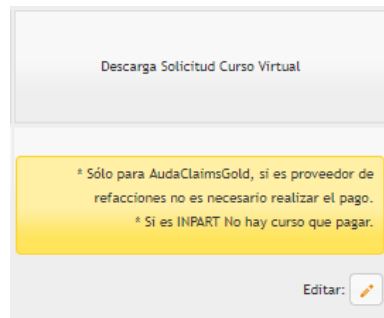 Descarga Solicitud Curso Virtual
* Sólo para AudaClaimsGold, si es proveedor de
refacciones no es necesario realizar el pago.
* Si es INPART No hay curso que pagar.
Editar: